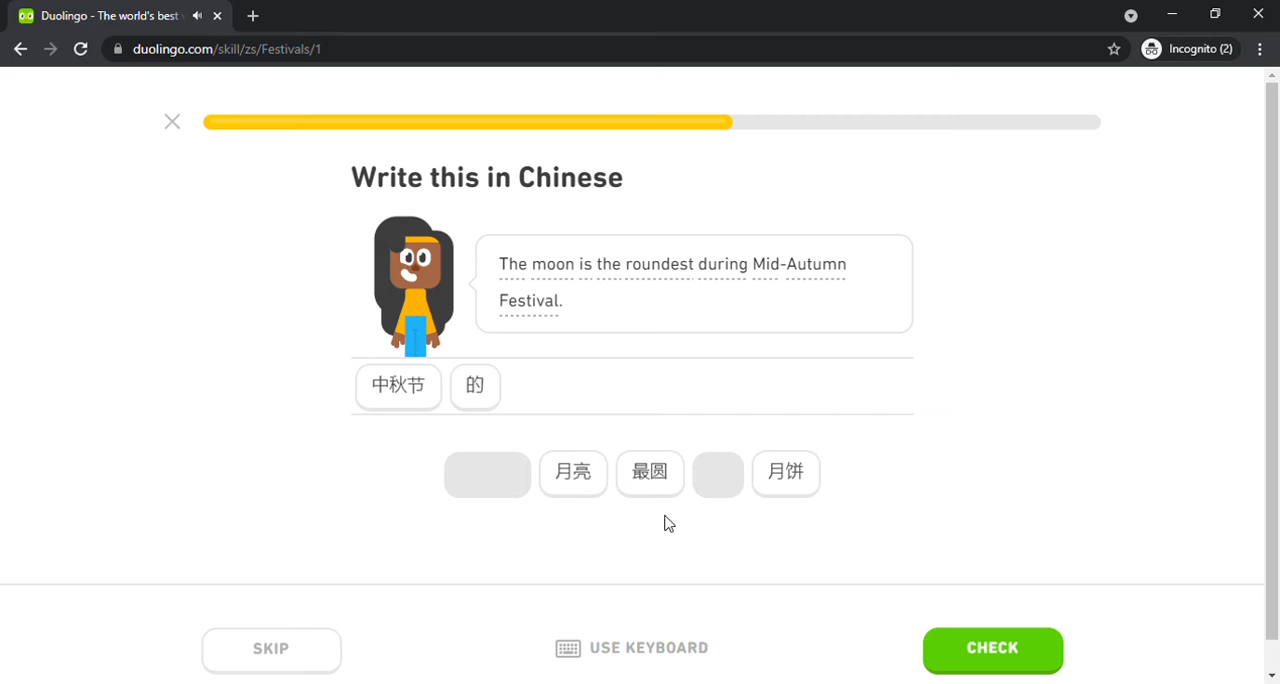 Duolingo - The world's best
duolingo.com/skill/zs/Festivals/1
Incognito (2)
Write this in Chinese
The moon is the roundest during Mid-Autumn
Festival.
中秋节 的
月亮 最圆 月饼
SKIP
USE KEYBOARD
CHECK